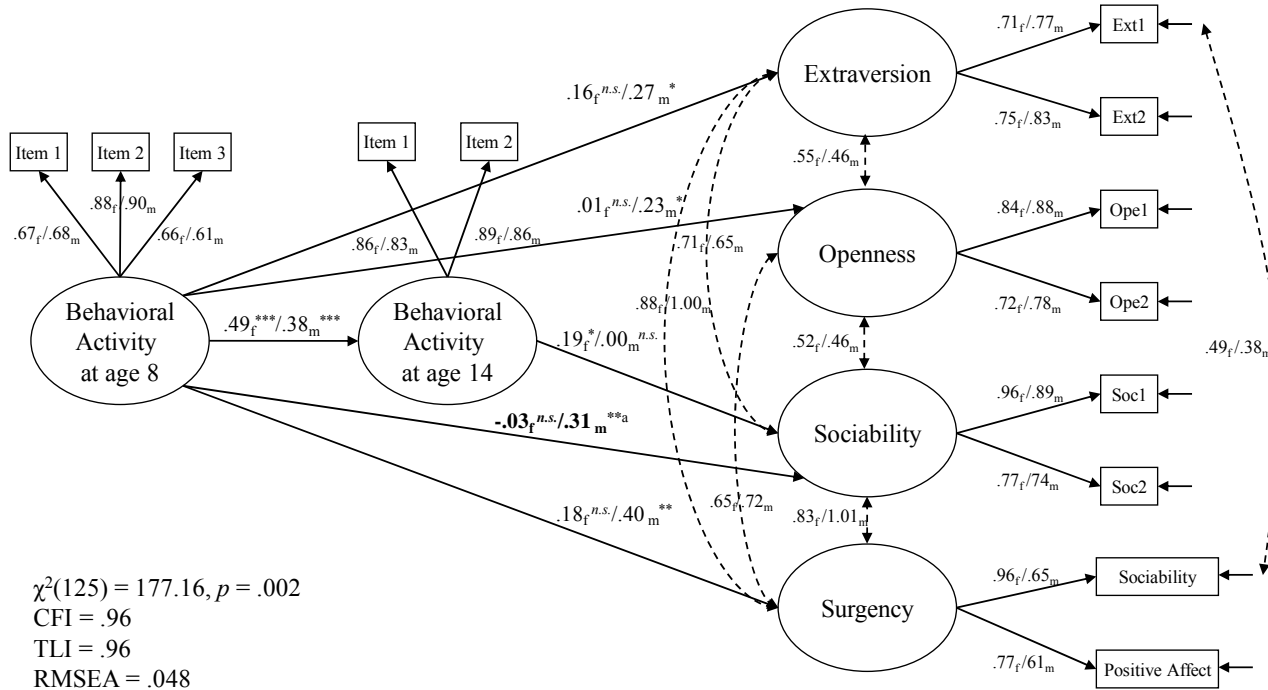 .71f/.77m
Ext1
Extraversion
.16f n.s./.27 m*
.75f/.83m
Ext2
Item 1
Item 2
Item 3
Item 1
Item 2
.55f/.46m
.88f/.90m
.67f/.68m
.66f/.61m
.01f n.s./.23m*
.84f/.88m
Ope1
.86f/.83m
.89f/.86m
.71f/.65m
Openness
.72f/.78m
Ope2
Behavioral
Activity
at age 8
.49f***/.38m***
Behavioral
Activity
at age 14
.88f/1.00m
.19f*/.00m n.s.
.52f/.46m
.49f/.38m
.96f/.89m
Soc1
-.03f n.s./.31 m**a
Sociability
.77f/74m
Soc2
.18f n.s./.40 m**
.65f/.72m
.83f/1.01m
.96f/.65m
Sociability
Surgency
.77f/61m
Positive Affect
χ2(125) = 177.16, p = .002
CFI = .96
TLI = .96
RMSEA = .048